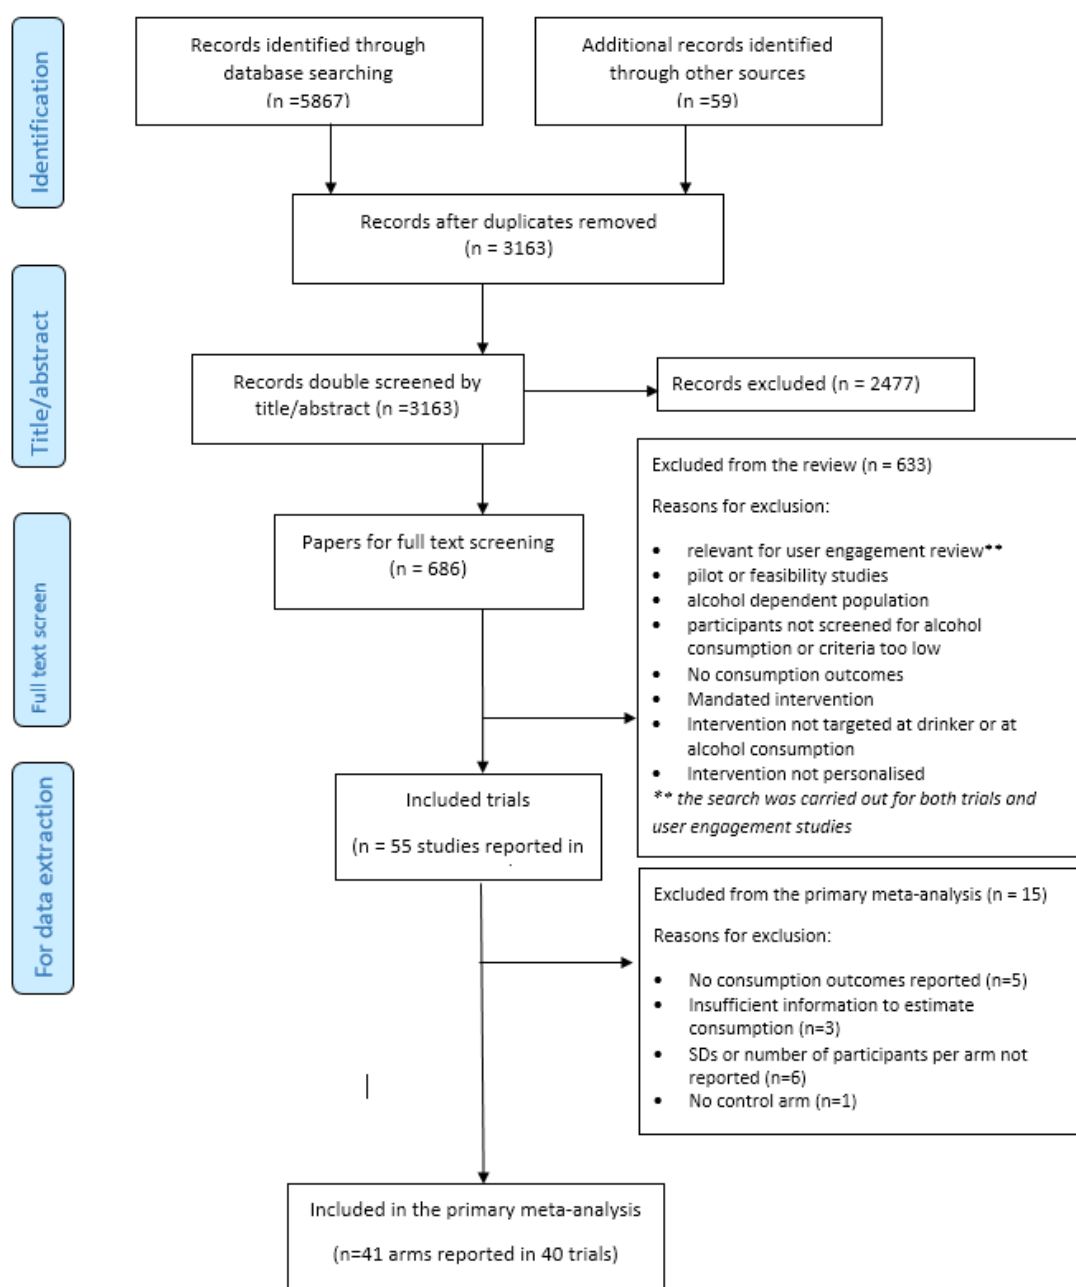 Identification
Records identified through
database searching
(n =5867)
Additional records identified
through other sources
(n =59)
Records after duplicates removed
(n = 3163)
Title/abstract
Records double screened by
title/abstract (n =3163)
Records excluded (n = 2477)
Full text screen
Papers for full text screening
(n = 686)
Excluded from the review (n = 633)
Reasons for exclusion:
• relevant for user engagement review**
• pilot or feasibility studies
• alcohol dependent population
• participants not screened for alcohol
consumption or criteria too low
• No consumption outcomes
• Mandated intervention
• Intervention not targeted at drinker or at
alcohol consumption
• Intervention not personalised
** the search was carried out for both trials and
user engagement studies
For data extraction
Included trials
(n = 55 studies reported in
Excluded from the primary meta-analysis (n = 15)
Reasons for exclusion:
• No consumption outcomes reported (n=5)
• Insufficient information to estimate
consumption (n=3)
• SDs or number of participants per arm not
reported (n=6)
• No control arm (n=1)
Included in the primary meta-analysis
(n=41 arms reported in 40 trials)